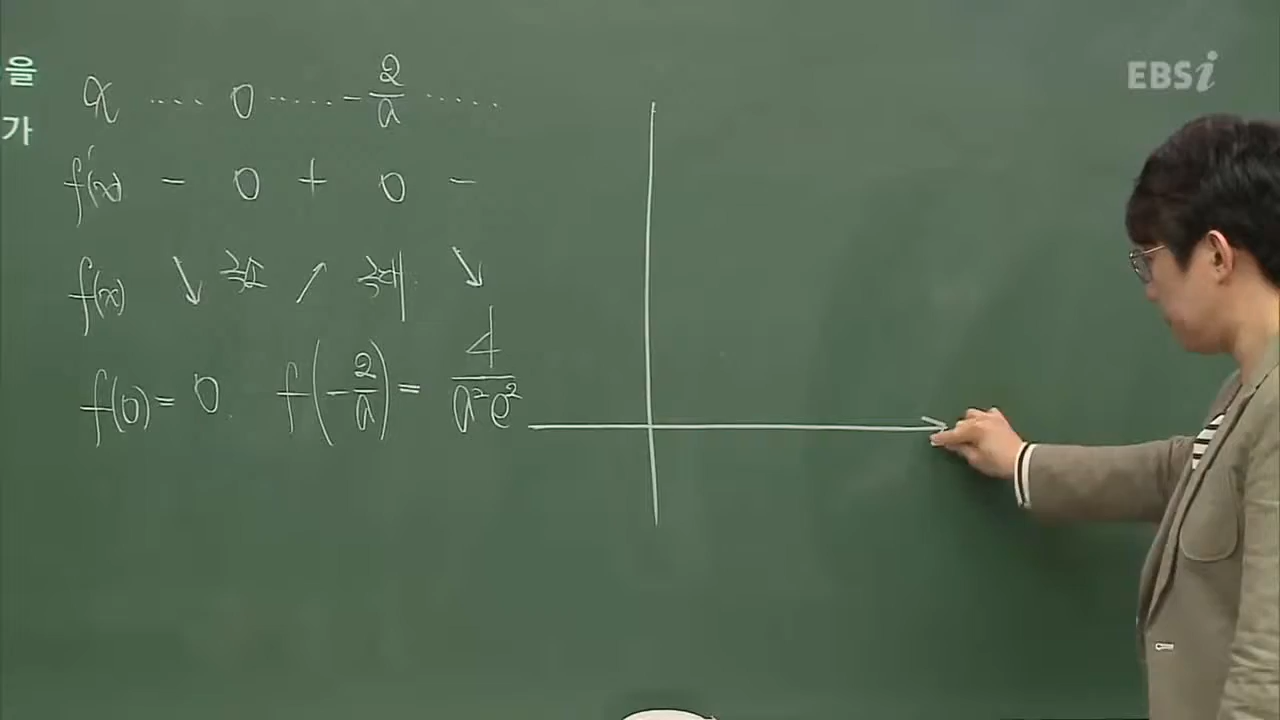 을
가
EBSi
x ···· 0 ····· -2/a ·····
f'(x) - 0 + 0 -
f(x) ↘ 극소 ↗ 극대 ↘
f(0) = 0. f(-2/a) = 4/(a²e²)